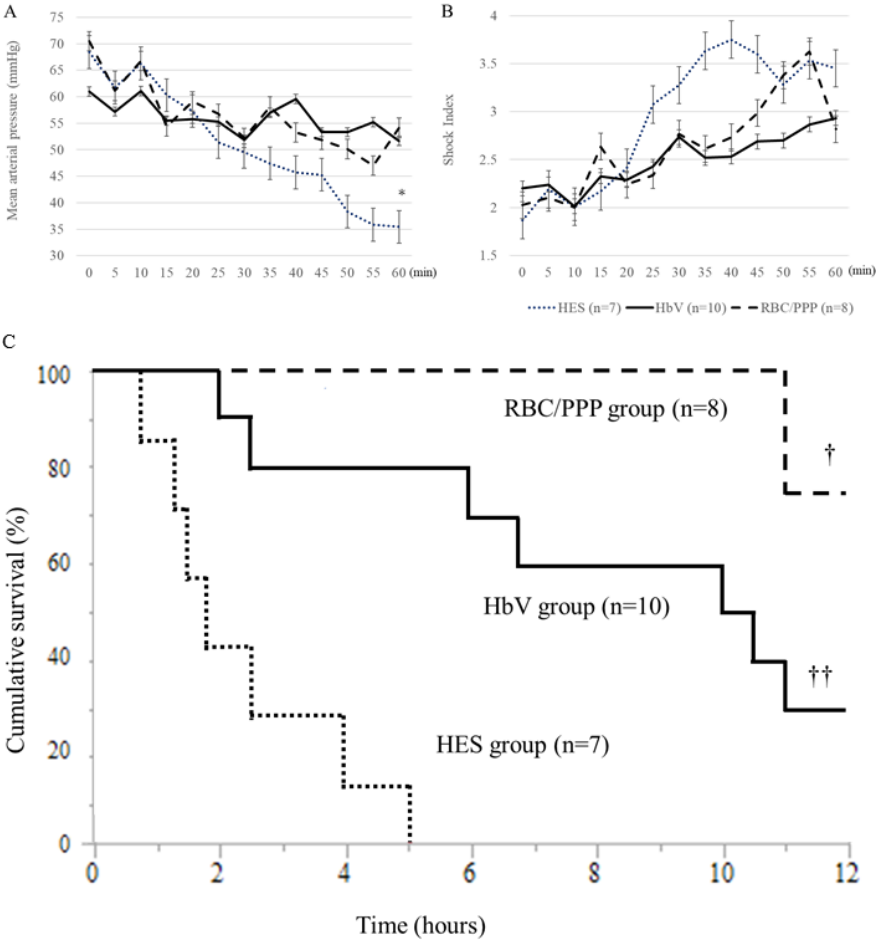 A
Mean arterial pressure (mmHg)
75
70
65
60
55
50
45
40
35
30
*
0 5 10 15 20 25 30 35 40 45 50 55 60 (min)
B
Shock Index
4
3.5
3
2.5
2
1.5
0 5 10 15 20 25 30 35 40 45 50 55 60 (min)
HES (n=7) HbV (n=10) RBC/PPP (n=8)
C
Cumulative survival (%)
100
80
60
40
20
0
RBC/PPP group (n=8)
†
HbV group (n=10)
††
HES group (n=7)
0 2 4 6 8 10 12
Time (hours)